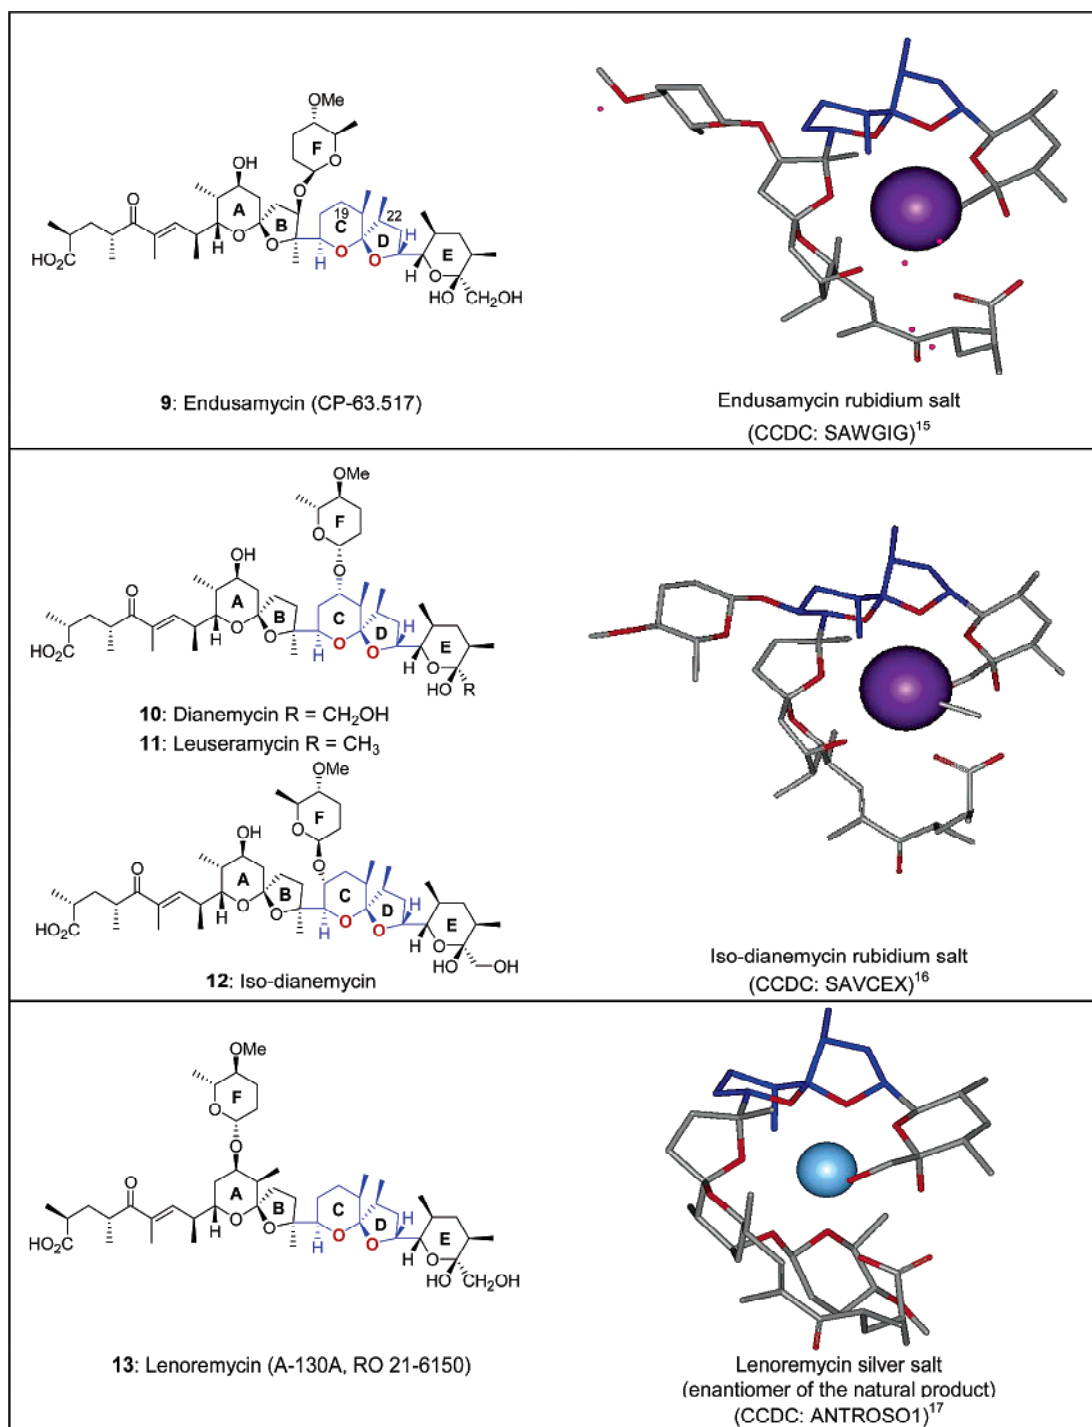 OMe
F
O
OH
O
A
B
19
22
C
D
H
E
HO2C
H
O
O
H
O
O
H
O
HO
CH2OH
9: Endusamycin (CP-63.517)
Endusamycin rubidium salt
(CCDC: SAWGIG)15
OMe
F
O
O
OH
O
A
B
C
D
H
E
HO2C
H
O
O
H
O
O
H
O
HO
R
10: Dianemycin R = CH2OH
11: Leuseramycin R = CH3
OMe
F
O
O
OH
O
A
B
C
D
H
E
HO2C
H
O
O
H
O
O
H
O
HO
OH
12: Iso-dianemycin
Iso-dianemycin rubidium salt
(CCDC: SAVCEX)16
OMe
F
O
O
O
A
B
C
D
H
E
HO2C
H
O
O
H
O
O
H
O
HO
CH2OH
13: Lenoremycin (A-130A, RO 21-6150)
Lenoremycin silver salt
(enantiomer of the natural product)
(CCDC: ANTROSO1)17